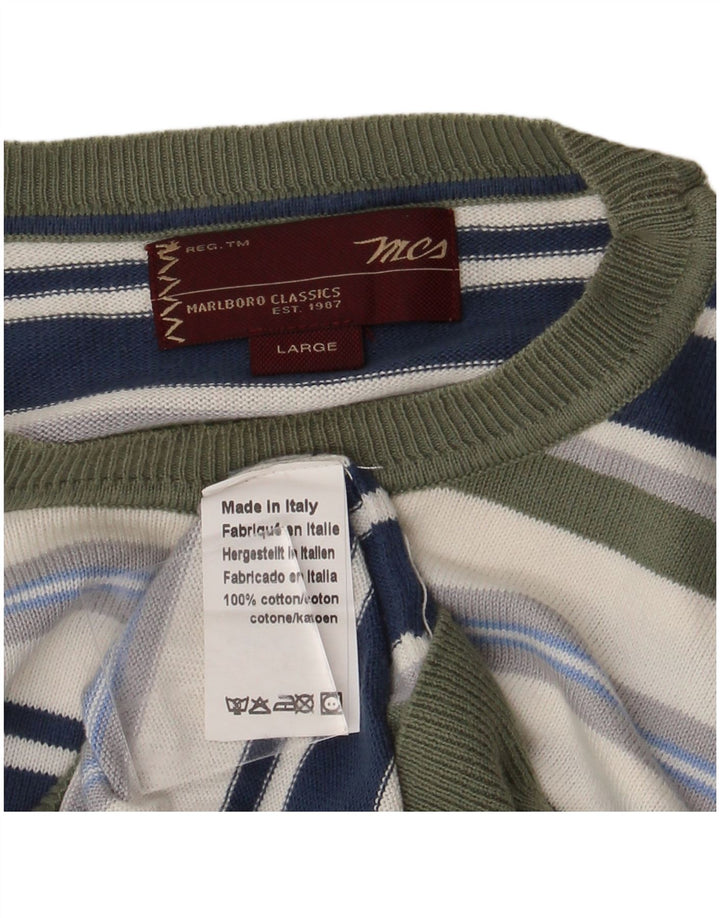 REG. TM
mcs
MARLBORO CLASSICS
EST. 1987
LARGE
Made in Italy
Fabriqué en Italie
Hergestellt in Italien
Fabricado en Italia
100% cotton/coton
cotone/katoen